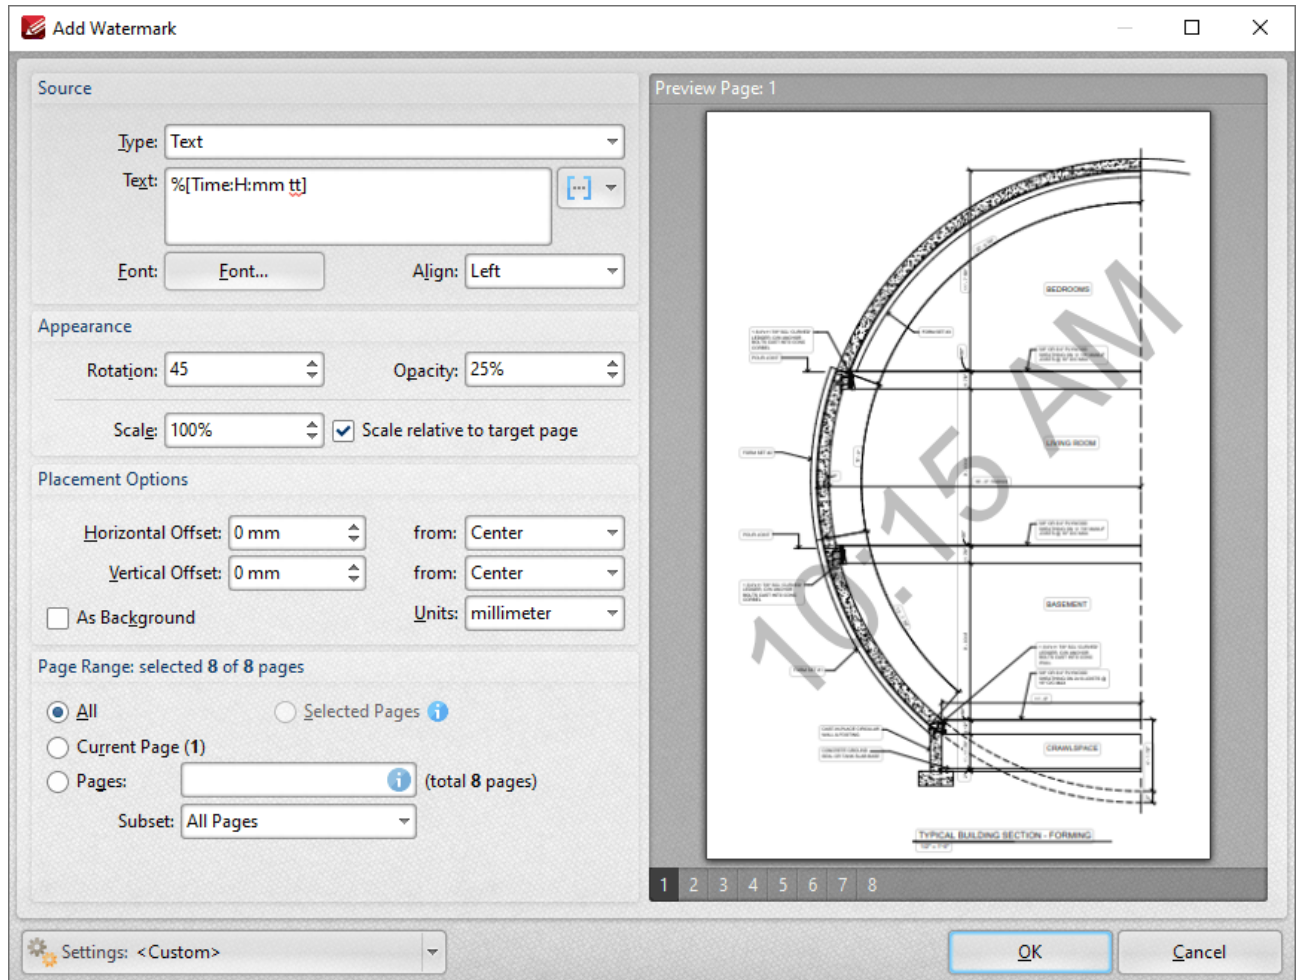 Add Watermark
Source
Type: Text
Text: %[Time:H:mm tt]
Font: Font... Align: Left
Appearance
Rotation: 45 Opacity: 25%
Scale: 100% Scale relative to target page
Placement Options
Horizontal Offset: 0 mm from: Center
Vertical Offset: 0 mm from: Center
As Background Units: millimeter
Page Range: selected 8 of 8 pages
All Selected Pages
Current Page (1)
Pages: (total 8 pages)
Subset: All Pages
Preview Page: 1
BEDROOMS
LIVING ROOM
BASEMENT
CRAWLSPACE
10:15 AM
TYPICAL BUILDING SECTION - FORMING
1 2 3 4 5 6 7 8
Settings: <Custom>
OK Cancel